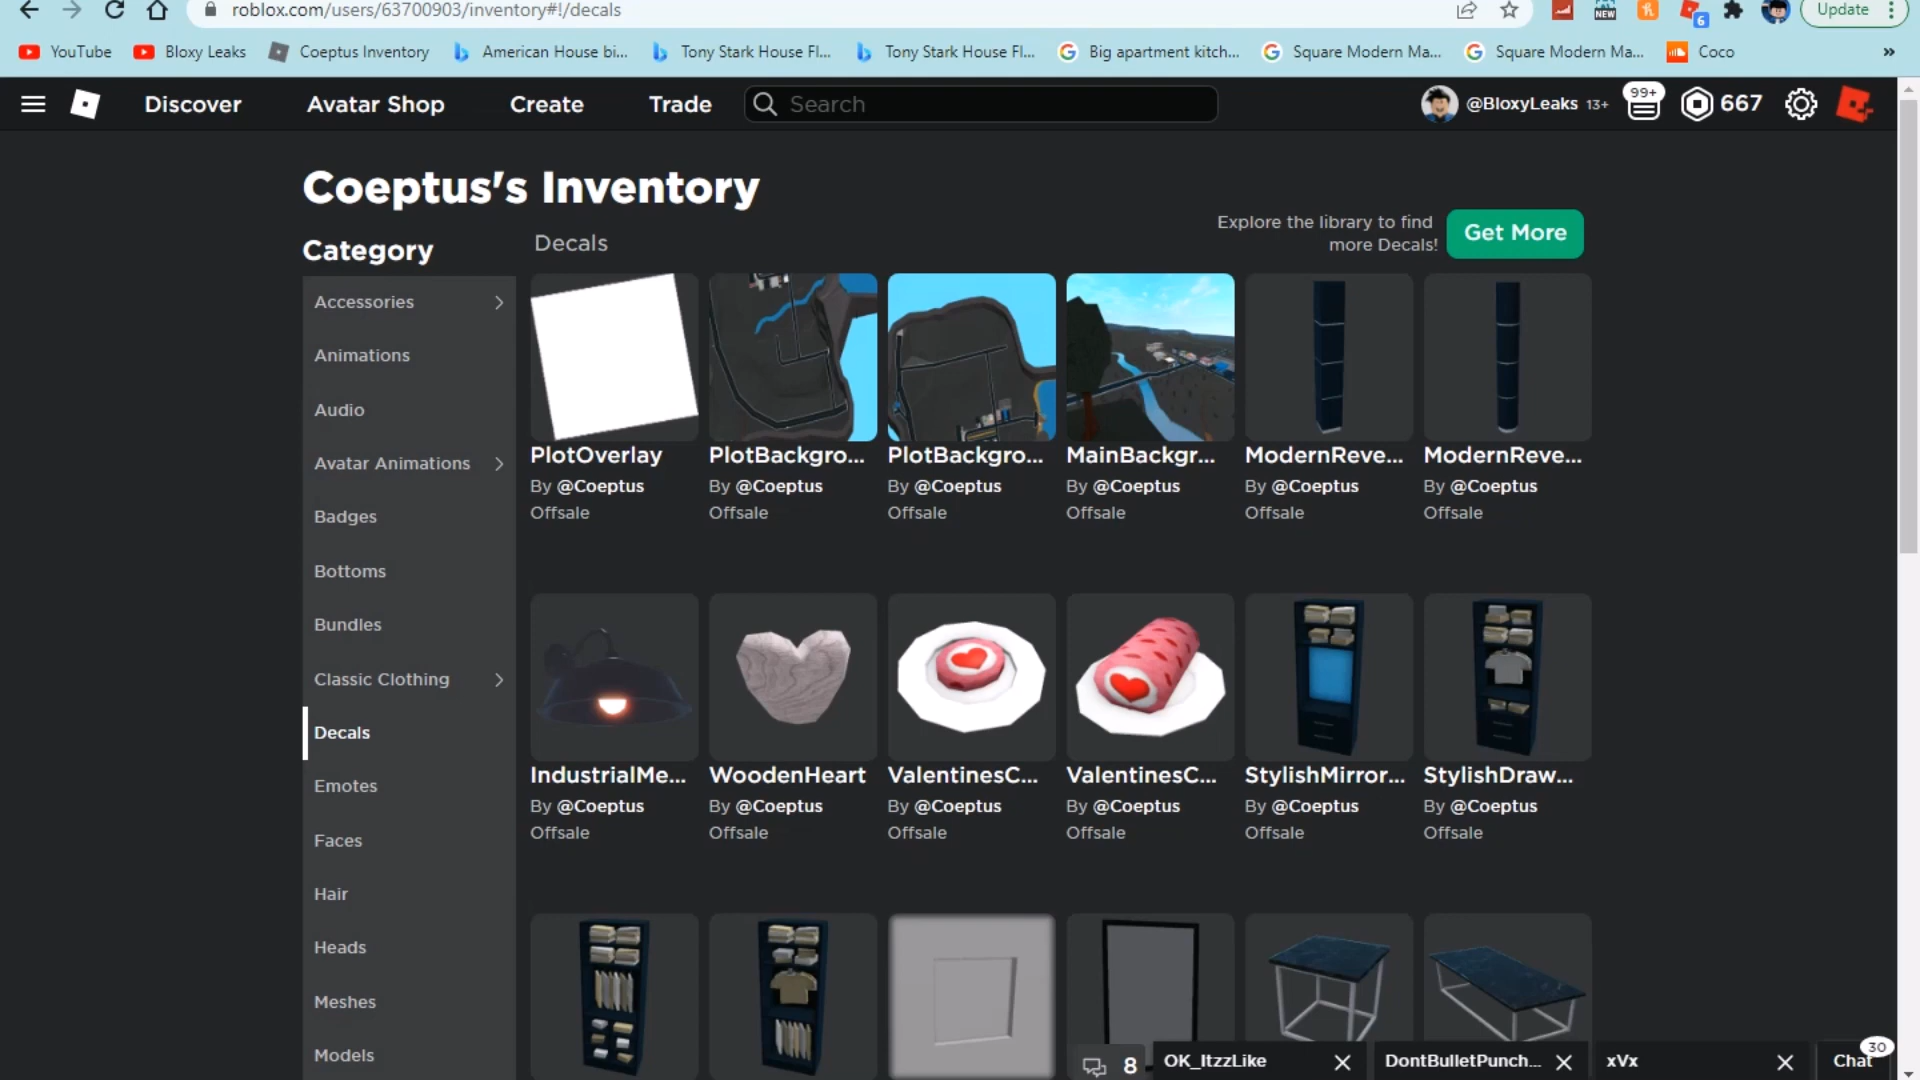 roblox.com/users/63700903/inventory#!/decals
NEW
6
Update
YouTube
Bloxy Leaks
Coeptus Inventory
American House bi...
Tony Stark House Fl...
Tony Stark House Fl...
Big apartment kitch...
Square Modern Ma...
Square Modern Ma...
Coco
»
Discover
Avatar Shop
Create
Trade
Search
@BloxyLeaks 13+
99+
667
Coeptus's Inventory
Category
Decals
Explore the library to find
more Decals!
Get More
Accessories
Animations
Audio
Avatar Animations
Badges
Bottoms
Bundles
Classic Clothing
Decals
Emotes
Faces
Hair
Heads
Meshes
Models
PlotOverlay
By @Coeptus
Offsale
PlotBackgro...
By @Coeptus
Offsale
PlotBackgro...
By @Coeptus
Offsale
MainBackgr...
By @Coeptus
Offsale
ModernReve...
By @Coeptus
Offsale
ModernReve...
By @Coeptus
Offsale
IndustrialMe...
By @Coeptus
Offsale
WoodenHeart
By @Coeptus
Offsale
ValentinesC...
By @Coeptus
Offsale
ValentinesC...
By @Coeptus
Offsale
StylishMirror...
By @Coeptus
Offsale
StylishDraw...
By @Coeptus
Offsale
8
OK_ItzzLike
DontBulletPunch...
xVx
Chat
30